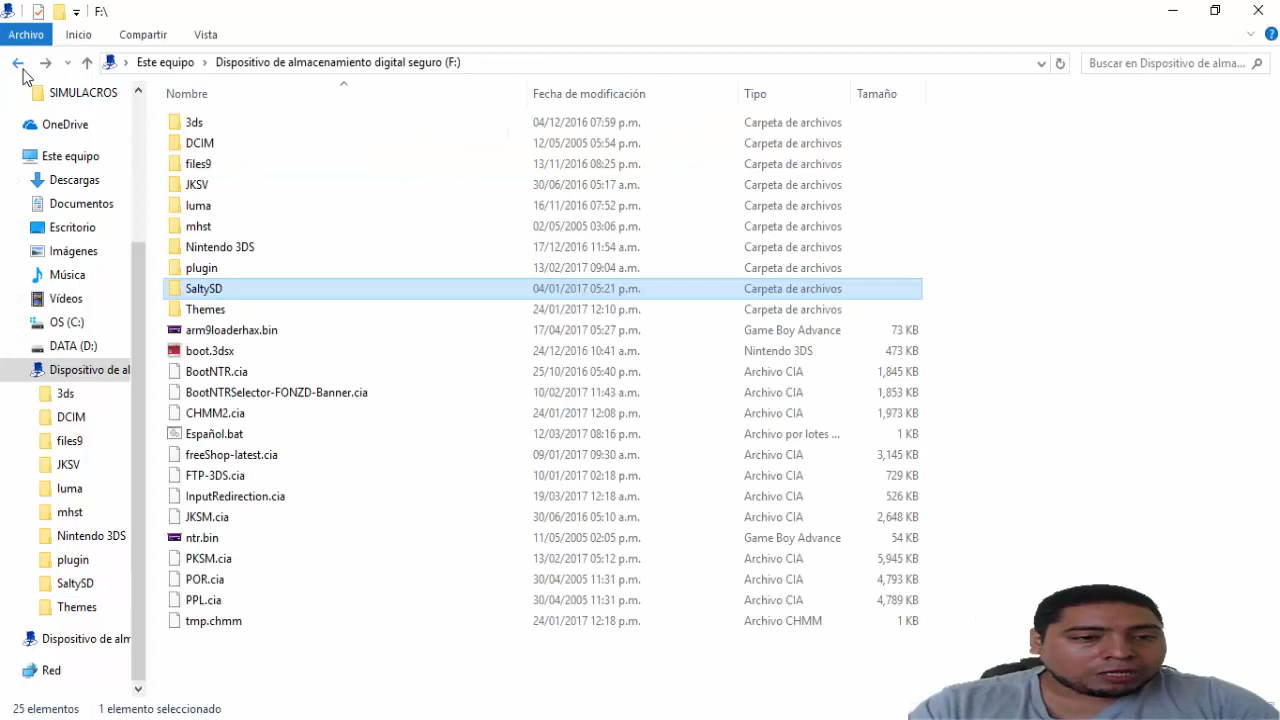 F:\
Archivo Inicio Compartir Vista
Este equipo Dispositivo de almacenamiento digital seguro (F:) Buscar en Dispositivo de alma...
SIMULACROS
OneDrive
Este equipo
Descargas
Documentos
Escritorio
Imágenes
Música
Vídeos
OS (C:)
DATA (D:)
Dispositivo de al
3ds
DCIM
files9
JKSV
luma
mhst
Nintendo 3DS
plugin
SaltySD
Themes
Dispositivo de alm
Red
Nombre Fecha de modificación Tipo Tamaño
3ds 04/12/2016 07:59 p.m. Carpeta de archivos
DCIM 12/05/2005 05:54 p.m. Carpeta de archivos
files9 13/11/2016 08:25 p.m. Carpeta de archivos
JKSV 30/06/2016 05:17 a.m. Carpeta de archivos
luma 16/11/2016 07:52 p.m. Carpeta de archivos
mhst 02/05/2005 03:06 p.m. Carpeta de archivos
Nintendo 3DS 17/12/2016 11:54 a.m. Carpeta de archivos
plugin 13/02/2017 09:04 a.m. Carpeta de archivos
SaltySD 04/01/2017 05:21 p.m. Carpeta de archivos
Themes 24/01/2017 12:10 p.m. Carpeta de archivos
arm9loaderhax.bin 17/04/2017 05:27 p.m. Game Boy Advance 73 KB
boot.3dsx 24/12/2016 10:41 a.m. Nintendo 3DS 473 KB
BootNTR.cia 25/10/2016 05:40 p.m. Archivo CIA 1,845 KB
BootNTRSelector-FONZD-Banner.cia 10/02/2017 11:43 a.m. Archivo CIA 1,853 KB
CHMM2.cia 24/01/2017 12:08 p.m. Archivo CIA 1,973 KB
Español.bat 12/03/2017 08:16 p.m. Archivo por lotes ... 1 KB
freeShop-latest.cia 09/01/2017 09:30 a.m. Archivo CIA 3,145 KB
FTP-3DS.cia 10/01/2017 02:18 p.m. Archivo CIA 729 KB
InputRedirection.cia 19/03/2017 12:18 a.m. Archivo CIA 526 KB
JKSM.cia 30/06/2016 05:10 a.m. Archivo CIA 2,648 KB
ntr.bin 11/05/2005 02:05 p.m. Game Boy Advance 54 KB
PKSM.cia 13/02/2017 05:12 p.m. Archivo CIA 5,945 KB
POR.cia 30/04/2005 11:31 p.m. Archivo CIA 4,793 KB
PPL.cia 30/04/2005 11:31 p.m. Archivo CIA 4,789 KB
tmp.chmm 24/01/2017 12:18 p.m. Archivo CHMM 1 KB
25 elementos 1 elemento seleccionado